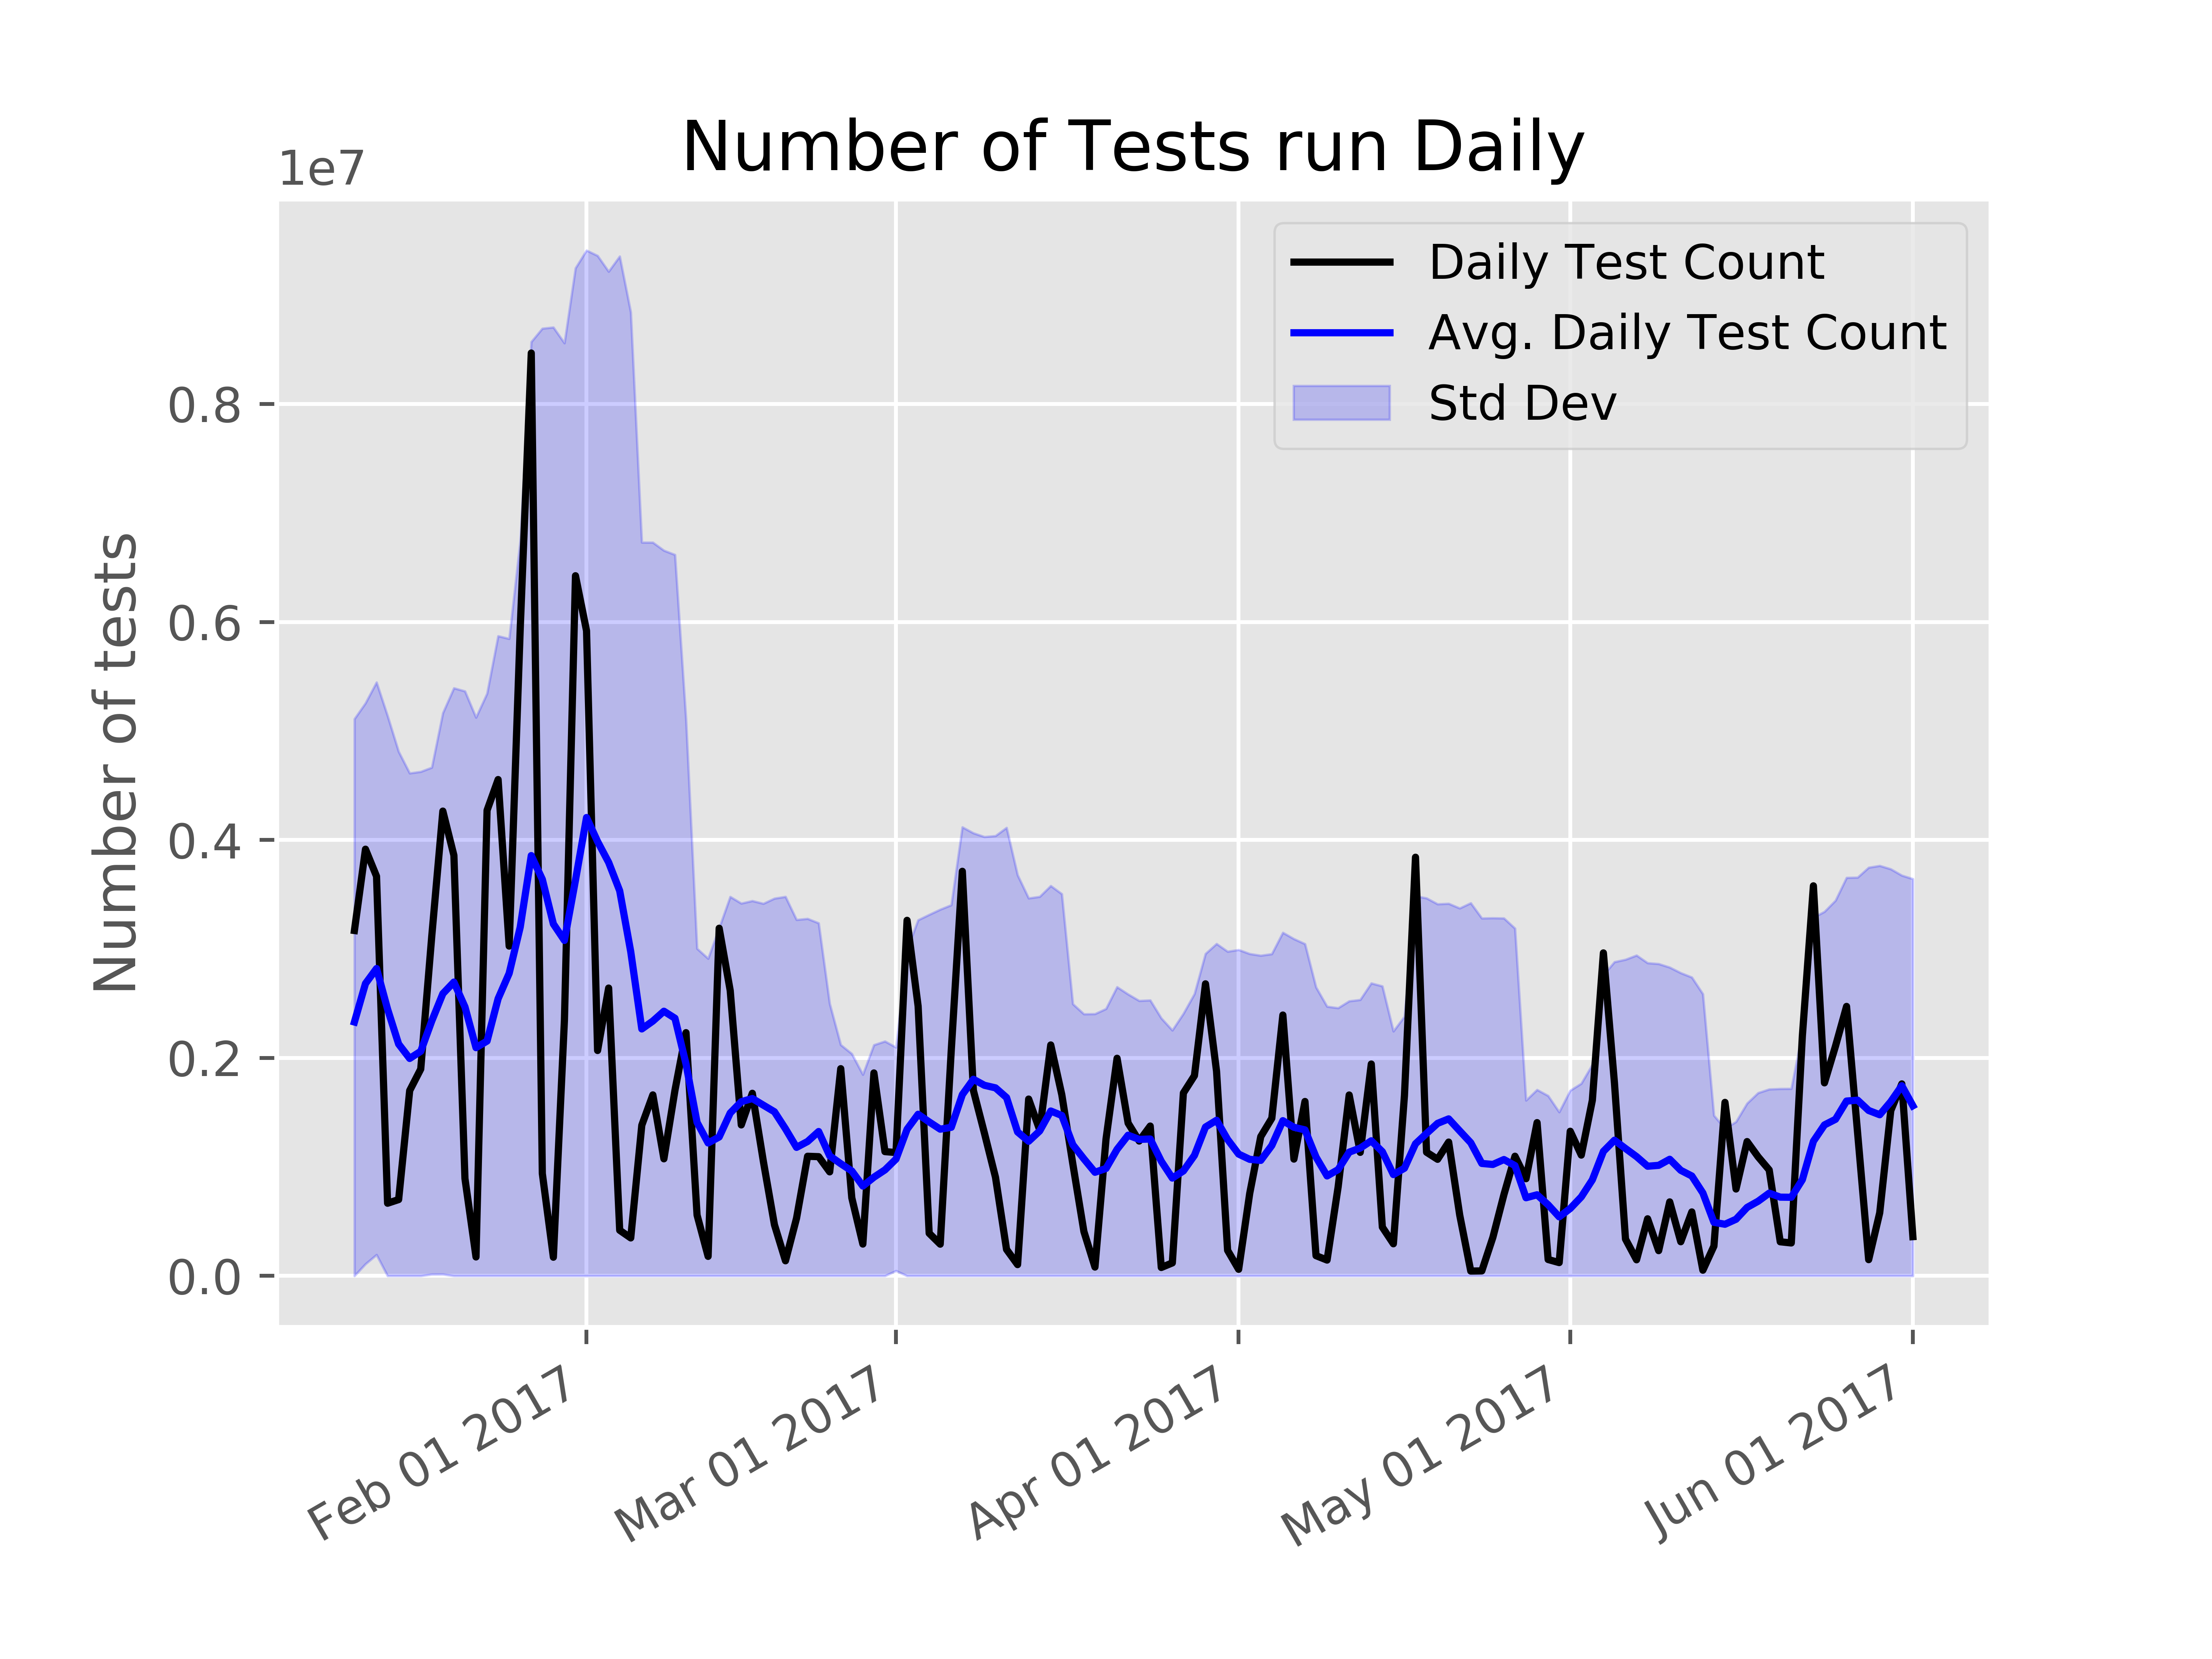 Number of Tests run Daily
1e7
Daily Test Count
Avg. Daily Test Count
Std Dev
Number of tests
0.8
0.6
0.4
0.2
0.0
Feb 01 2017
Mar 01 2017
Apr 01 2017
May 01 2017
Jun 01 2017